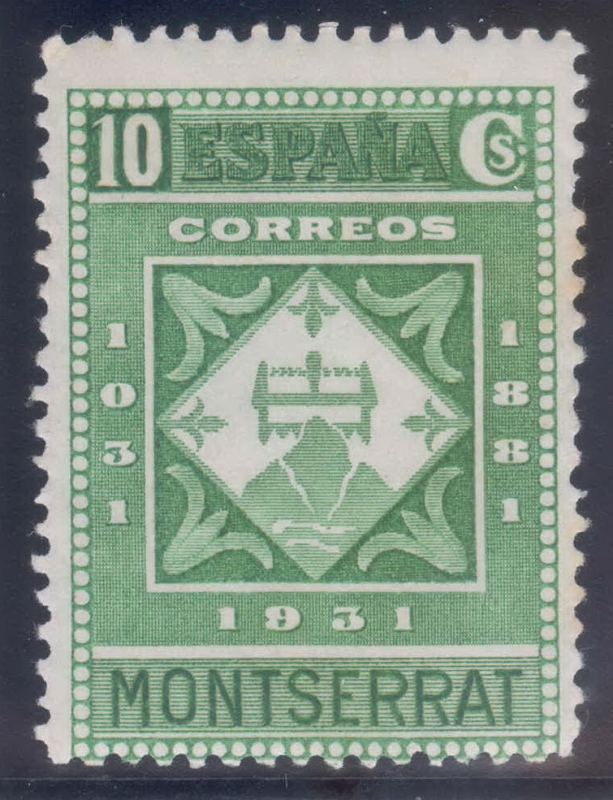 10 ESPAÑA Cs.
CORREOS
1031
1881
1931
MONTSERRAT